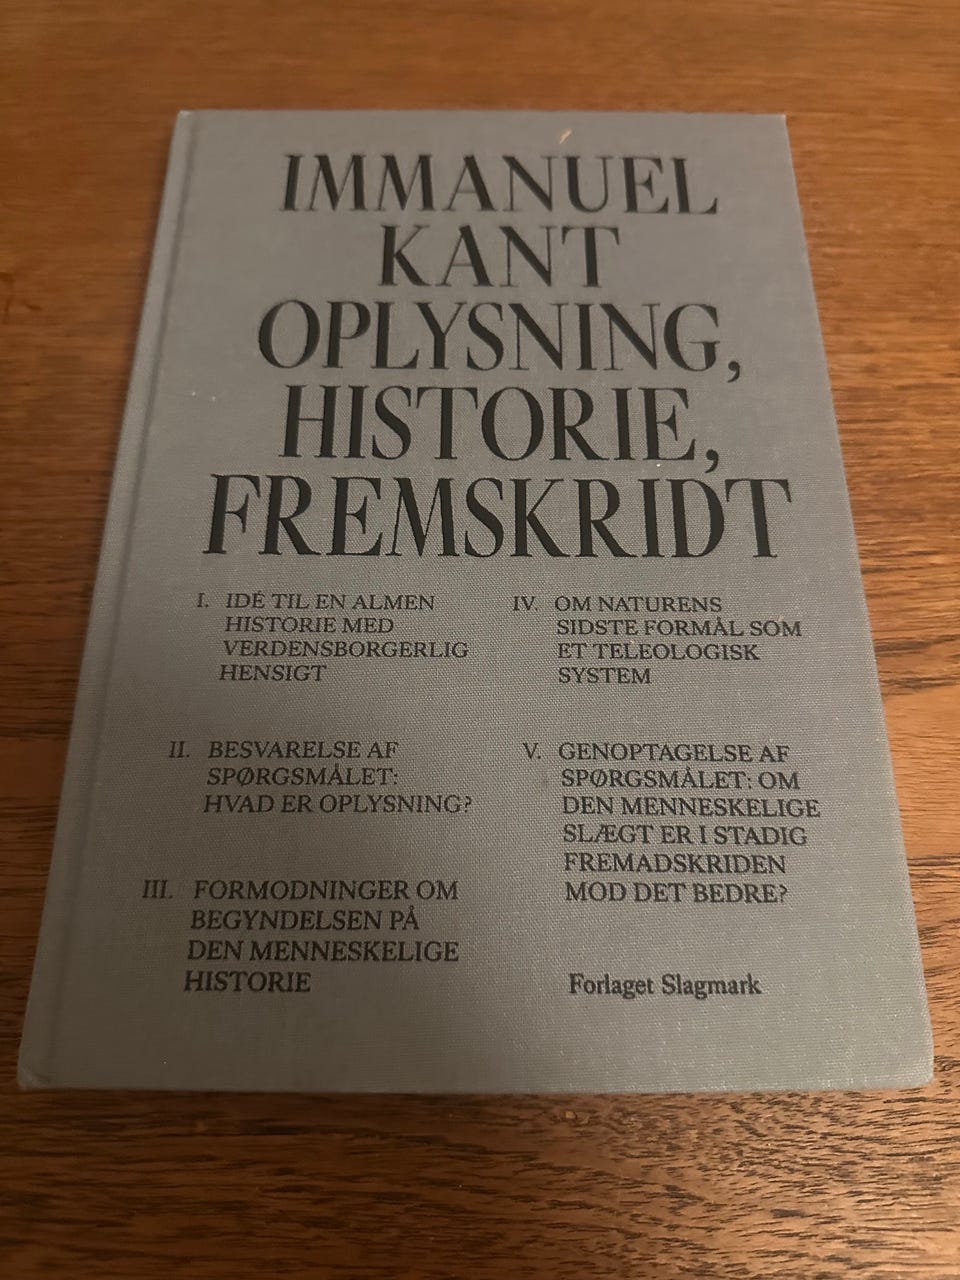 IMMANUEL
KANT
OPLYSNING,
HISTORIE,
FREMSKRIDT
I. IDÉ TIL EN ALMEN
HISTORIE MED
VERDENSBORGERLIG
HENSIGT
II. BESVARELSE AF
SPØRGSMÅLET:
HVAD ER OPLYSNING?
III. FORMODNINGER OM
BEGYNDELSEN PÅ
DEN MENNESKELIGE
HISTORIE
IV. OM NATURENS
SIDSTE FORMÅL SOM
ET TELEOLOGISK
SYSTEM
V. GENOPTAGELSE AF
SPØRGSMÅLET: OM
DEN MENNESKELIGE
SLÆGT ER I STADIG
FREMADSKRIDEN
MOD DET BEDRE?
Forlaget Slagmark